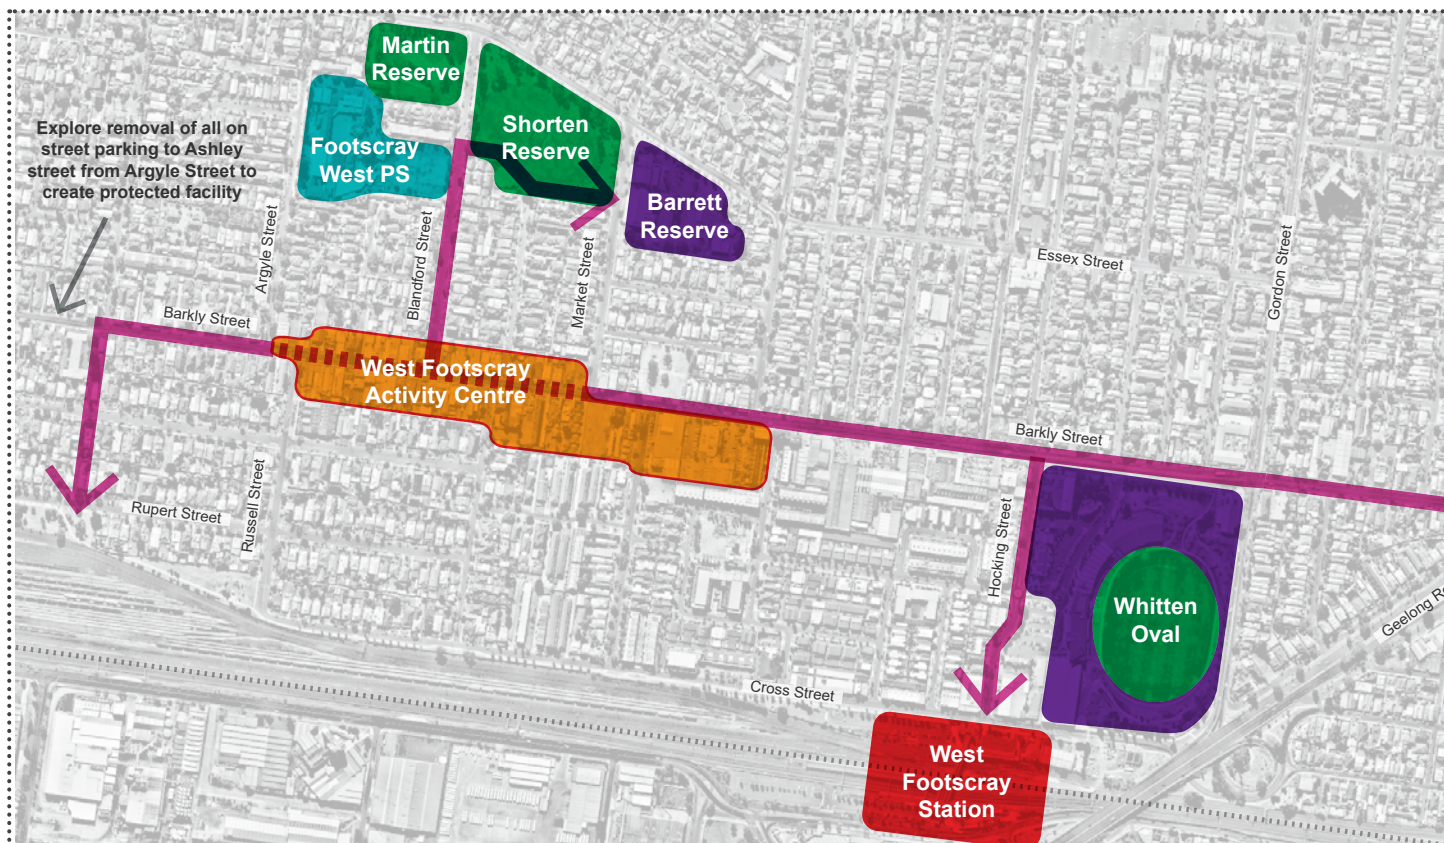 Martin
Reserve
Shorten
Reserve
Explore removal of all on
street parking to Ashley
street from Argyle Street to
create protected facility
Footscray
West PS
Barrett
Reserve
Argyle Street
Blandford Street
Market Street
Essex Street
Gordon Street
Barkly Street
West Footscray
Activity Centre
Barkly Street
Rupert Street
Russell Street
Hocking Street
Whitten
Oval
Geelong Ro
Cross Street
West
Footscray
Station